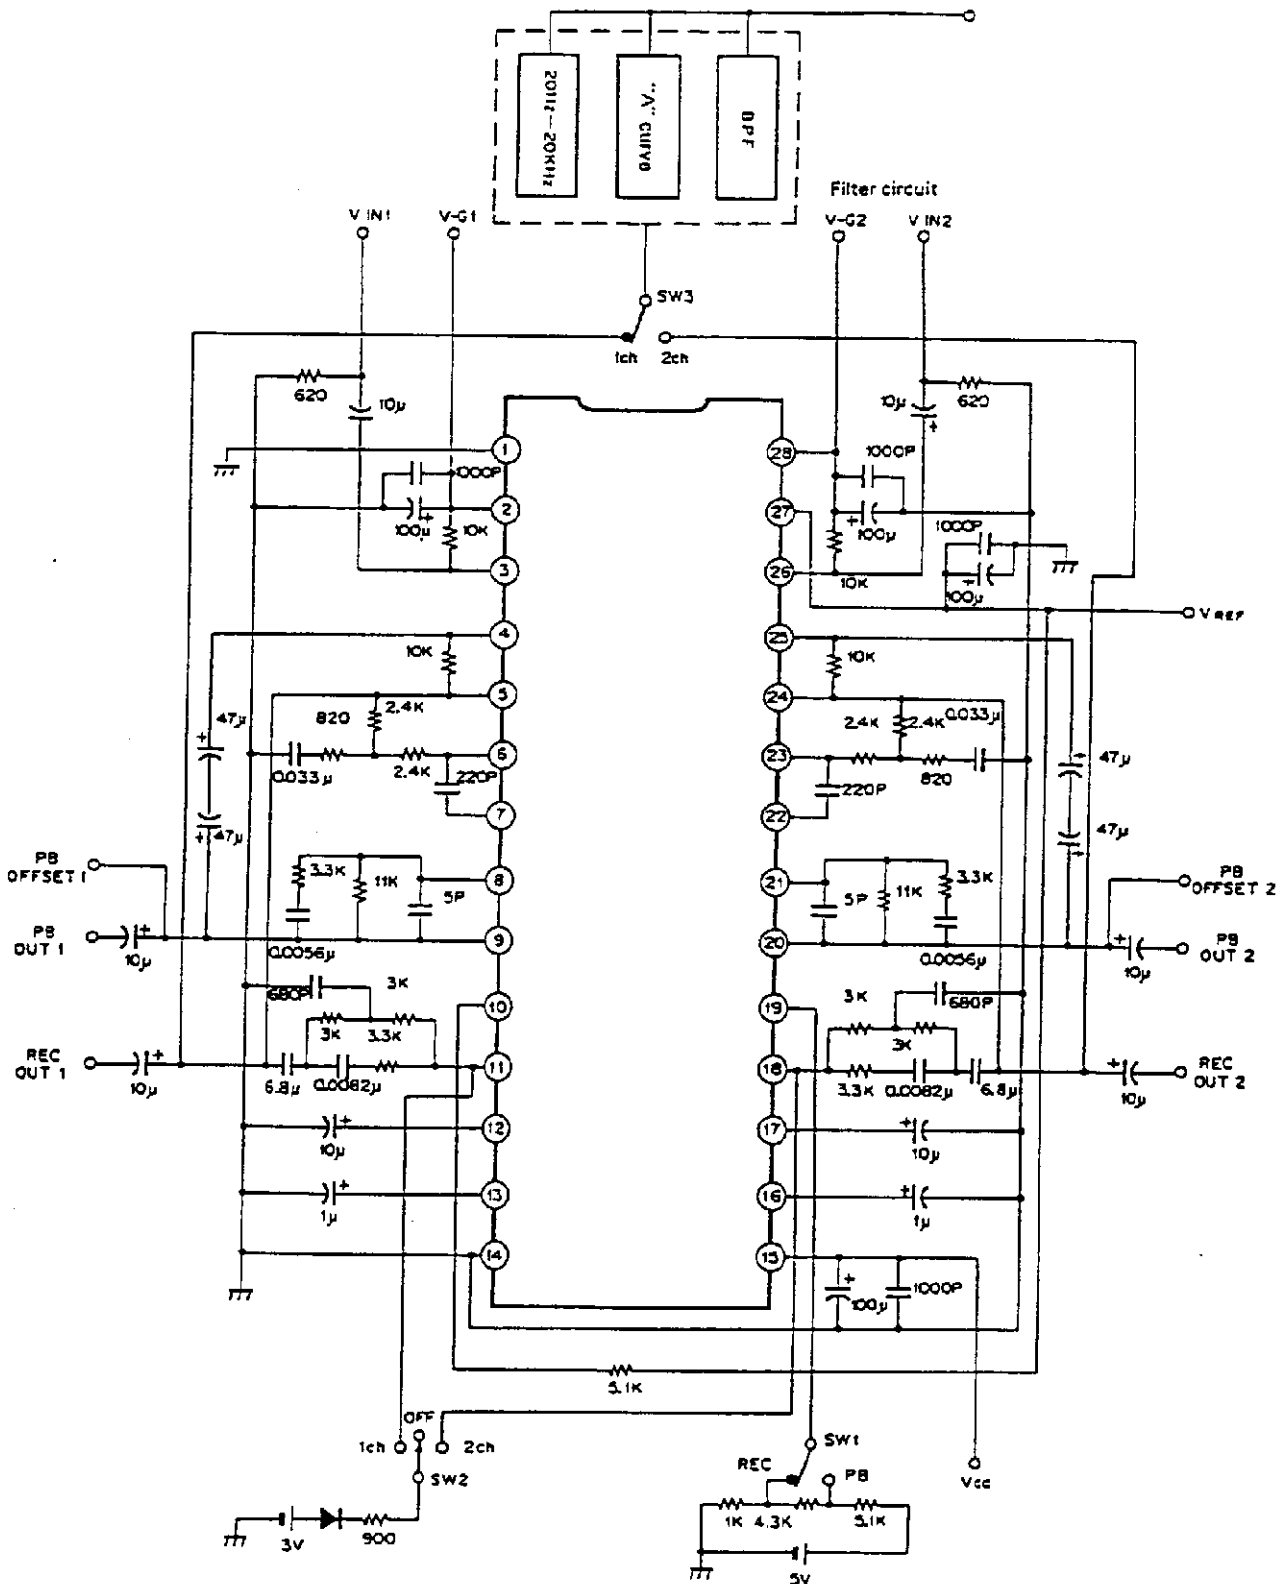 20Hz—20KHz
"A" curve
BPF
Filter circuit
V IN1
V-G1
V-G2
V IN2
SW3
1ch
2ch
620
10μ
10μ
620
1
28
1000P
1000P
2
27
100μ
+
10K
+
100μ
1000P
3
26
10K
+
100μ
V REF
4
25
10K
10K
5
24
47μ
+
820
2.4K
2.4K
2.4K
0.033μ
6
23
47μ
0.033μ
2.4K
220P
220P
820
7
22
47μ
+
47μ
PB
OFFSET 1
3.3K
11K
8
21
11K
3.3K
PB
OFFSET 2
5P
5P
PB
OUT 1
+
10μ
9
20
0.0056μ
0.0056μ
+
10μ
PB
OUT 2
680P
3K
10
19
3K
680P
3K
3.3K
3K
REC
OUT 1
+
10μ
6.8μ
0.0082μ
11
18
3.3K
0.0082μ
6.8μ
+
10μ
REC
OUT 2
+
10μ
12
17
+
10μ
+
1μ
13
16
+
1μ
14
15
+
100μ
1000P
5.1K
OFF
1ch
2ch
SW2
SW1
REC
PB
Vcc
3V
900
1K
4.3K
5.1K
5V